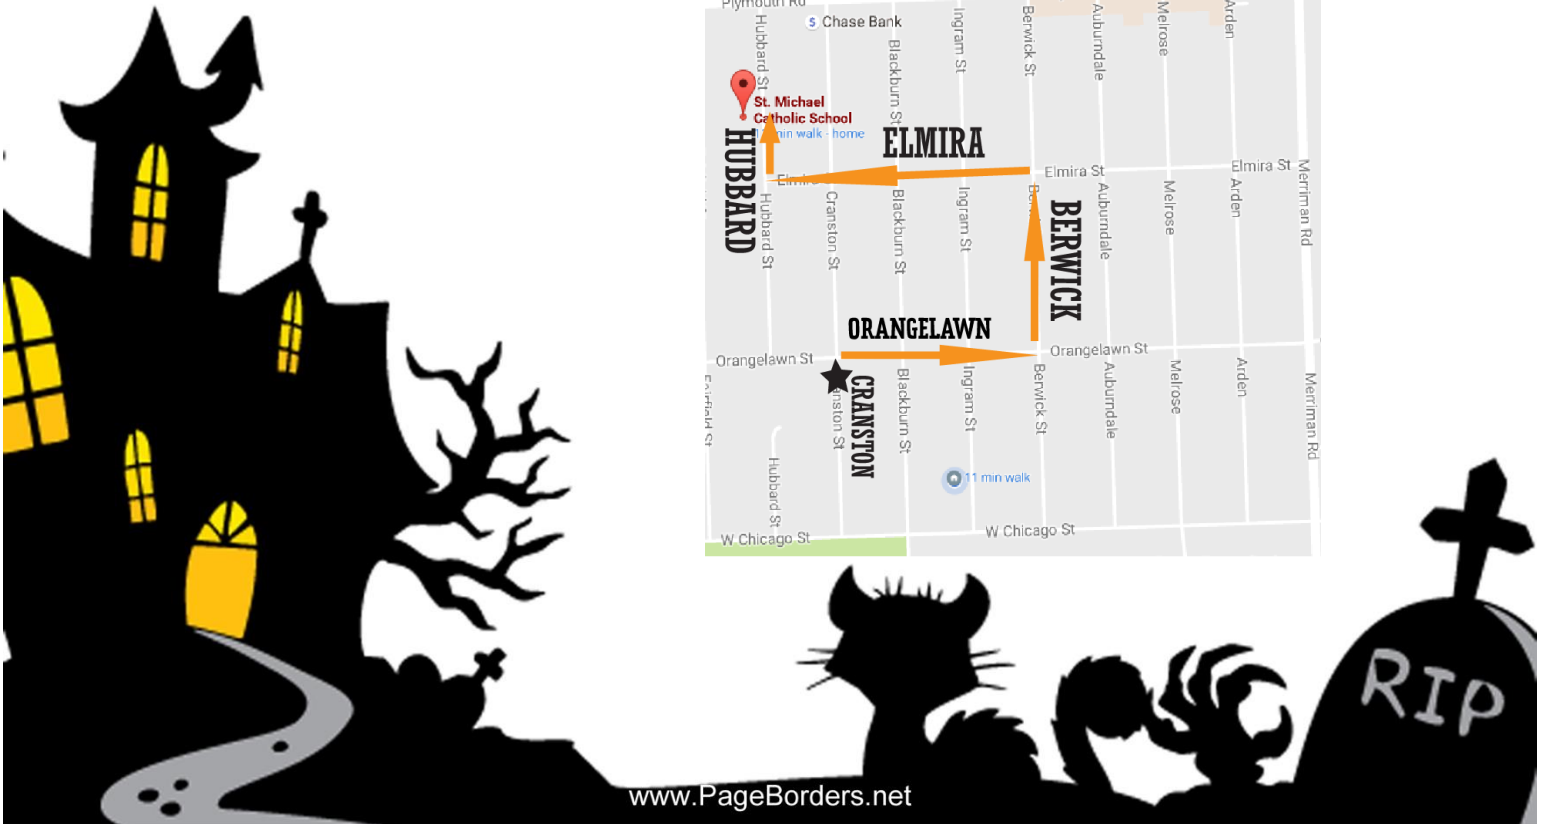 Plymouth Rd
Chase Bank
Hubbard St
Blackburn St
Ingram St
Berwick St
Auburndale
Melrose
Arden
St. Michael
Catholic School
min walk - home
HUBBARD
ELMIRA
Elmira St
Elmira St
Merriman Rd
Hubbard St
Cranston St
Blackburn St
Ingram St
BERWICK
Auburndale
Melrose
Arden
ORANGELAWN
Orangelawn St
Orangelawn St
CRANSTON
Fairfield St
Hubbard St
Blackburn St
Ingram St
Berwick St
Auburndale
Melrose
Arden
Merriman Rd
11 min walk
W Chicago St
W Chicago St
RIP
www.PageBorders.net